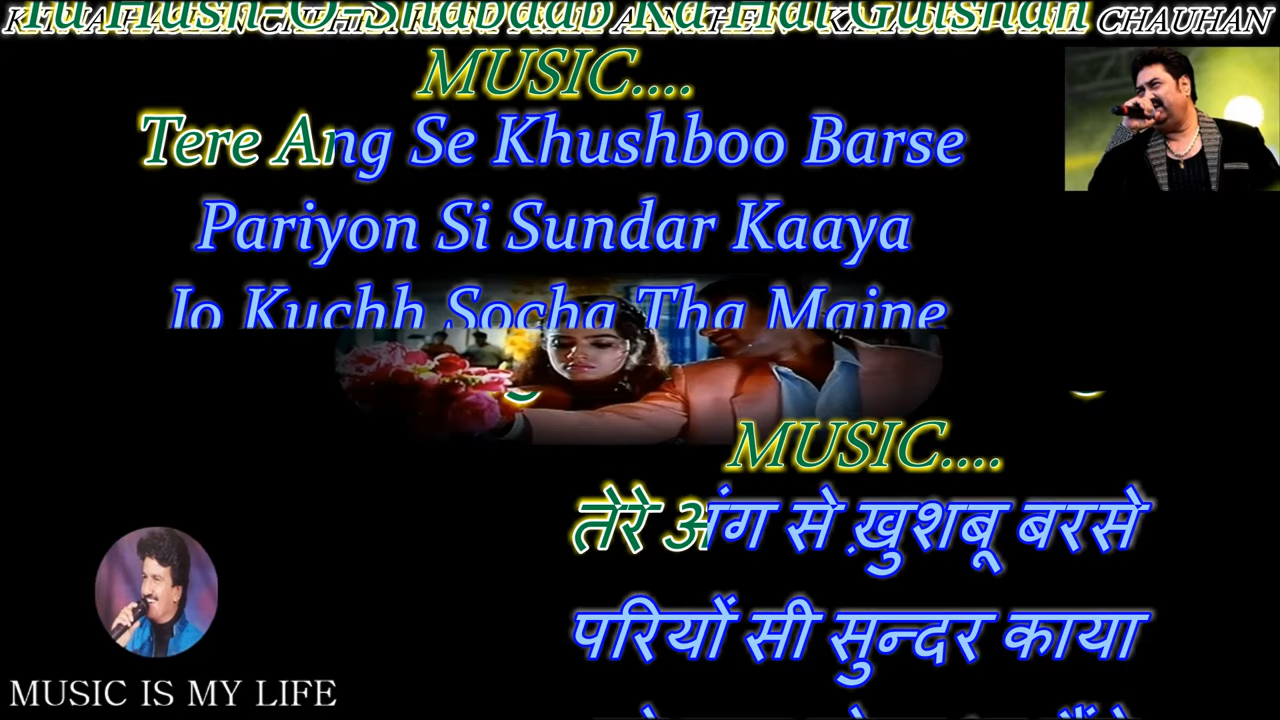 Tu Husn-O-Shabaab Ka Hai Gulshan
CHAUHAN
MUSIC....
Tere Ang Se Khushboo Barse
Pariyon Si Sundar Kaaya
Jo Kuchh Socha Tha Maine
MUSIC....
तेरे अंग से ख़ुशबू बरसे
परियों सी सुन्दर काया
MUSIC IS MY LIFE